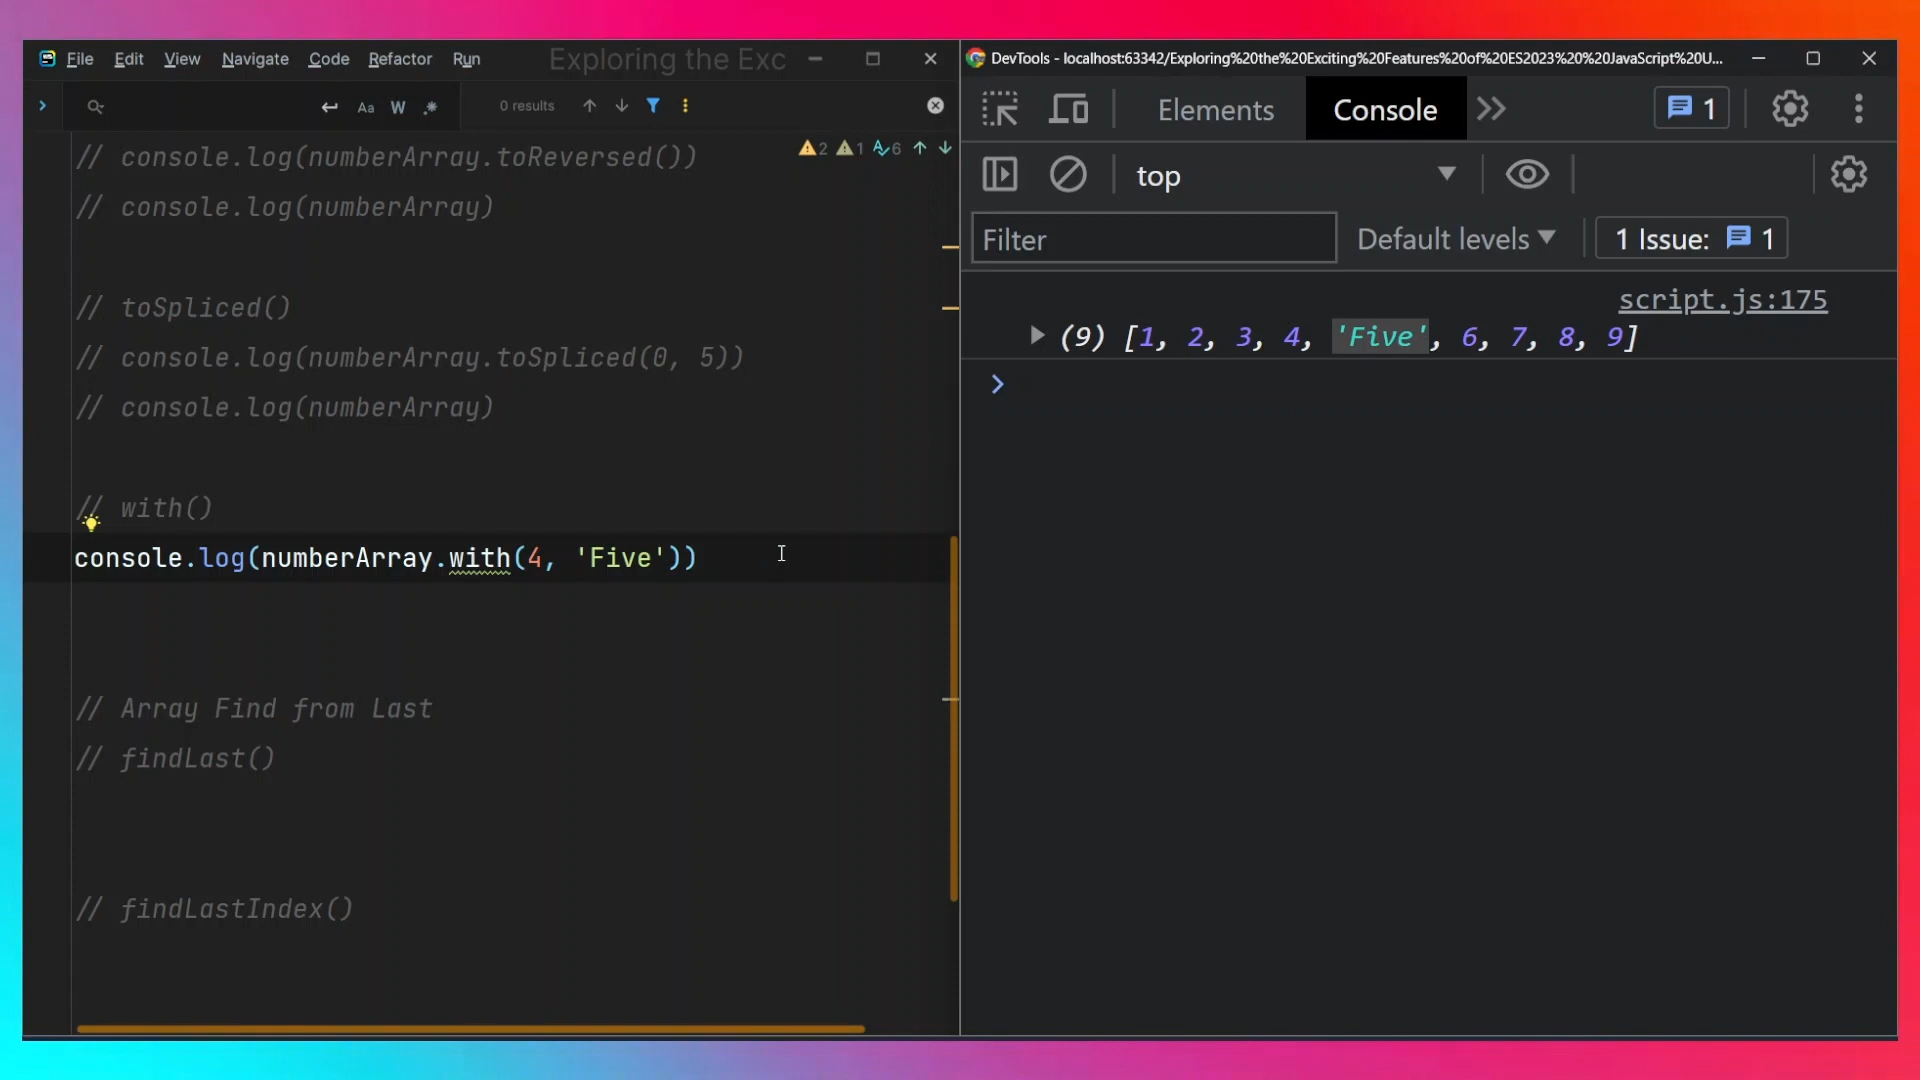 File Edit View Navigate Code Refactor Run Exploring the Exc
Aa W .* 0 results
// console.log(numberArray.toReversed())
2 1 6
// console.log(numberArray)
// toSpliced()
// console.log(numberArray.toSpliced(0, 5))
// console.log(numberArray)
// with()
console.log(numberArray.with(4, 'Five'))
// Array Find from Last
// findLast()
// findLastIndex()
DevTools - localhost:63342/Exploring%20the%20Exciting%20Features%20of%20ES2023%20%20JavaScript%20U...
Elements Console 1
top
Filter Default levels 1 Issue: 1
script.js:175
(9) [1, 2, 3, 4, 'Five', 6, 7, 8, 9]